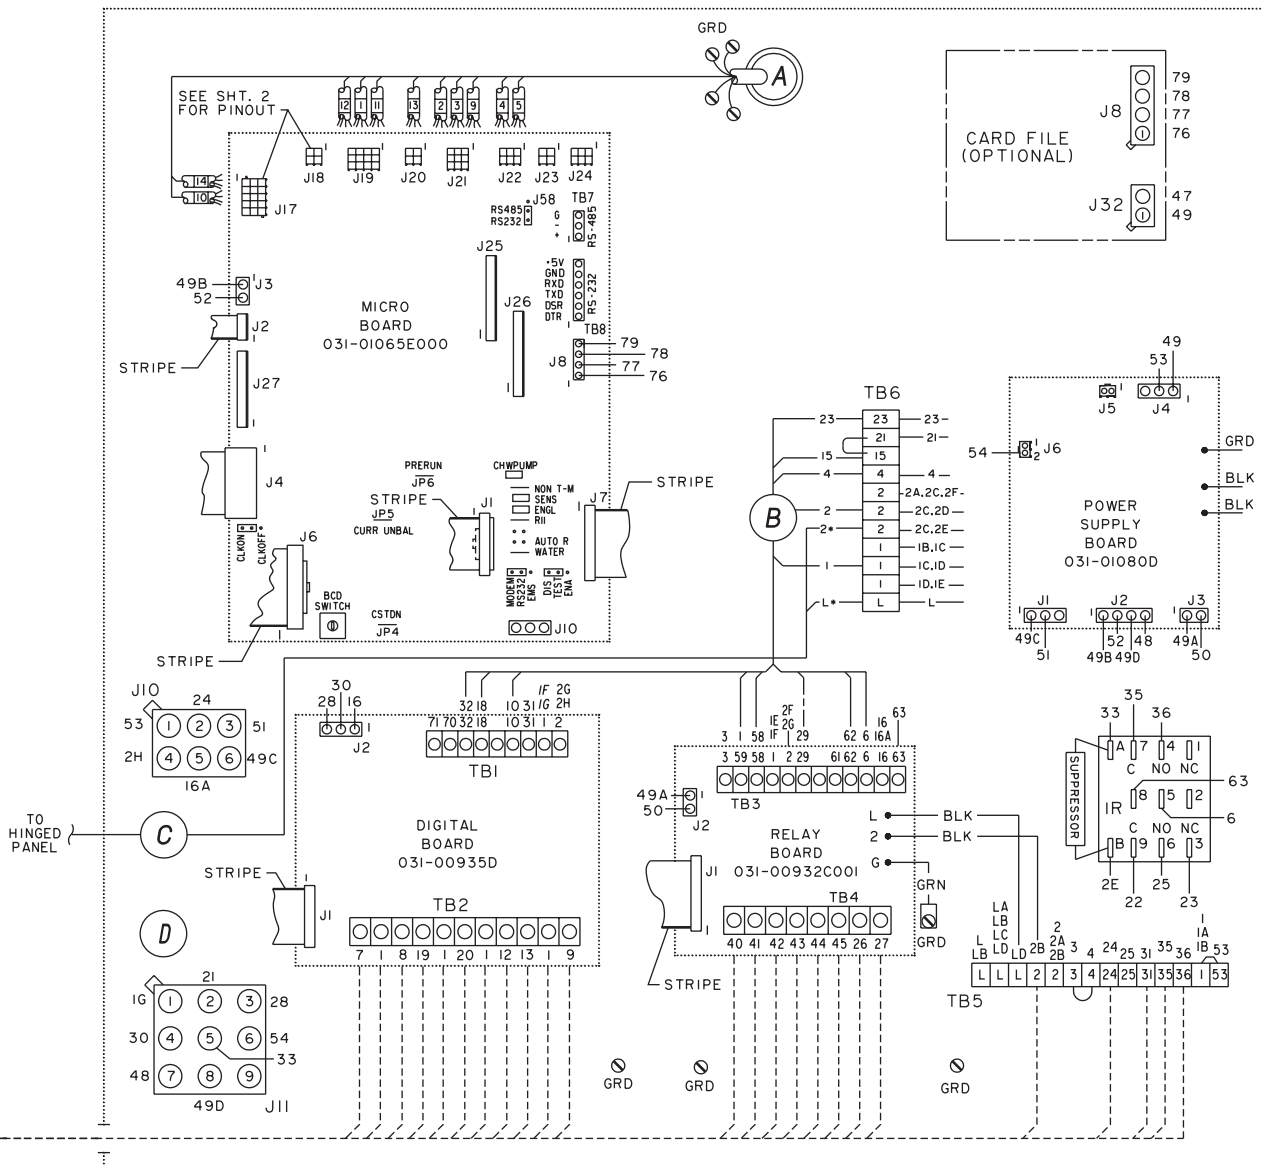 GRD
A
SEE SHT. 2
FOR PINOUT
12 1 11 13 2 3 9 4 5
14
10
J17
J18 J19 J20 J21 J22 J23 J24
J58
RS485
RS232
TB7
G
-
+
RS-485
J25
J26
+5V
GND
RXD
TXD
DSR
DTR
RS-232
TB8
J8
79
78
77
76
49B
52
J3
J2
STRIPE
J27
J4
MICRO
BOARD
031-01065E000
PRERUN
JP6
STRIPE
JP5
CURR UNBAL
CHWPUMP
NON T-M
SENS
ENGL
R11
AUTO R
WATER
J1
J7
STRIPE
CLKON
CLKOFF
J6
STRIPE
BCD
SWITCH
CSTDN
JP4
MODEM
RS232
EMS
DIS
TEST
ENA
J10
CARD FILE
(OPTIONAL)
J8
79
78
77
76
J32
47
49
TB6
23 23 23
21 21
15 15
4 4 4
2 2A.2C.2F
2 2 2C.2D
2* 2 2C.2E
1 1B.1C
1 1 1C.1D
1 1D.1E
L* L L
B
49
53
J5
J4
54
J6
1
2
GRD
BLK
BLK
POWER
SUPPLY
BOARD
031-01080D
J1 J2 J3
49C
51
49B
52
49D
48
49A
50
J10
24
53 1 2 3 51
2H 4 5 6 49C
16A
TO
HINGED
PANEL
C
D
21
1G 1 2 3 28
30 4 5 6 54
33
48 7 8 9
49D
J11
30
28 16
J2
32 18 10 31 1F 1G 2G 2H
71 70 32 18 10 31 1 2
TB1
DIGITAL
BOARD
031-00935D
STRIPE
J1
TB2
7 1 8 19 1 20 1 12 13 1 9
3 1 58 1E 1F 2F 2G 29 62 6 16 16A 63
3 59 58 1 2 29 61 62 6 16 63
TB3
49A
50
J2
RELAY
BOARD
031-00932C001
L BLK
2 BLK
G
GRN
GRD
J1
STRIPE
TB4
40 41 42 43 44 45 26 27
35
33 36
SUPPRESSOR
A 7 4 1
C NO NC
63
1R 8 5 2
6
C NO NC
B 9 6 3
2E 25
22 23
L
LB
LA
LB
LC
LD
LD
2B
2
2A
2B
3 4 24 25 31 35 36
1
1A
1B
53
L L L 2 2 3 4 24 25 31 35 36 1 53
TB5
GRD
GRD
GRD